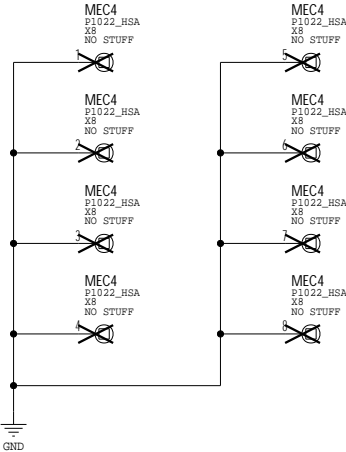 MEC4
P1022_HSA
X8
NO STUFF
1
MEC4
P1022_HSA
X8
NO STUFF
2
MEC4
P1022_HSA
X8
NO STUFF
3
MEC4
P1022_HSA
X8
NO STUFF
4
MEC4
P1022_HSA
X8
NO STUFF
5
MEC4
P1022_HSA
X8
NO STUFF
6
MEC4
P1022_HSA
X8
NO STUFF
7
MEC4
P1022_HSA
X8
NO STUFF
8
GND